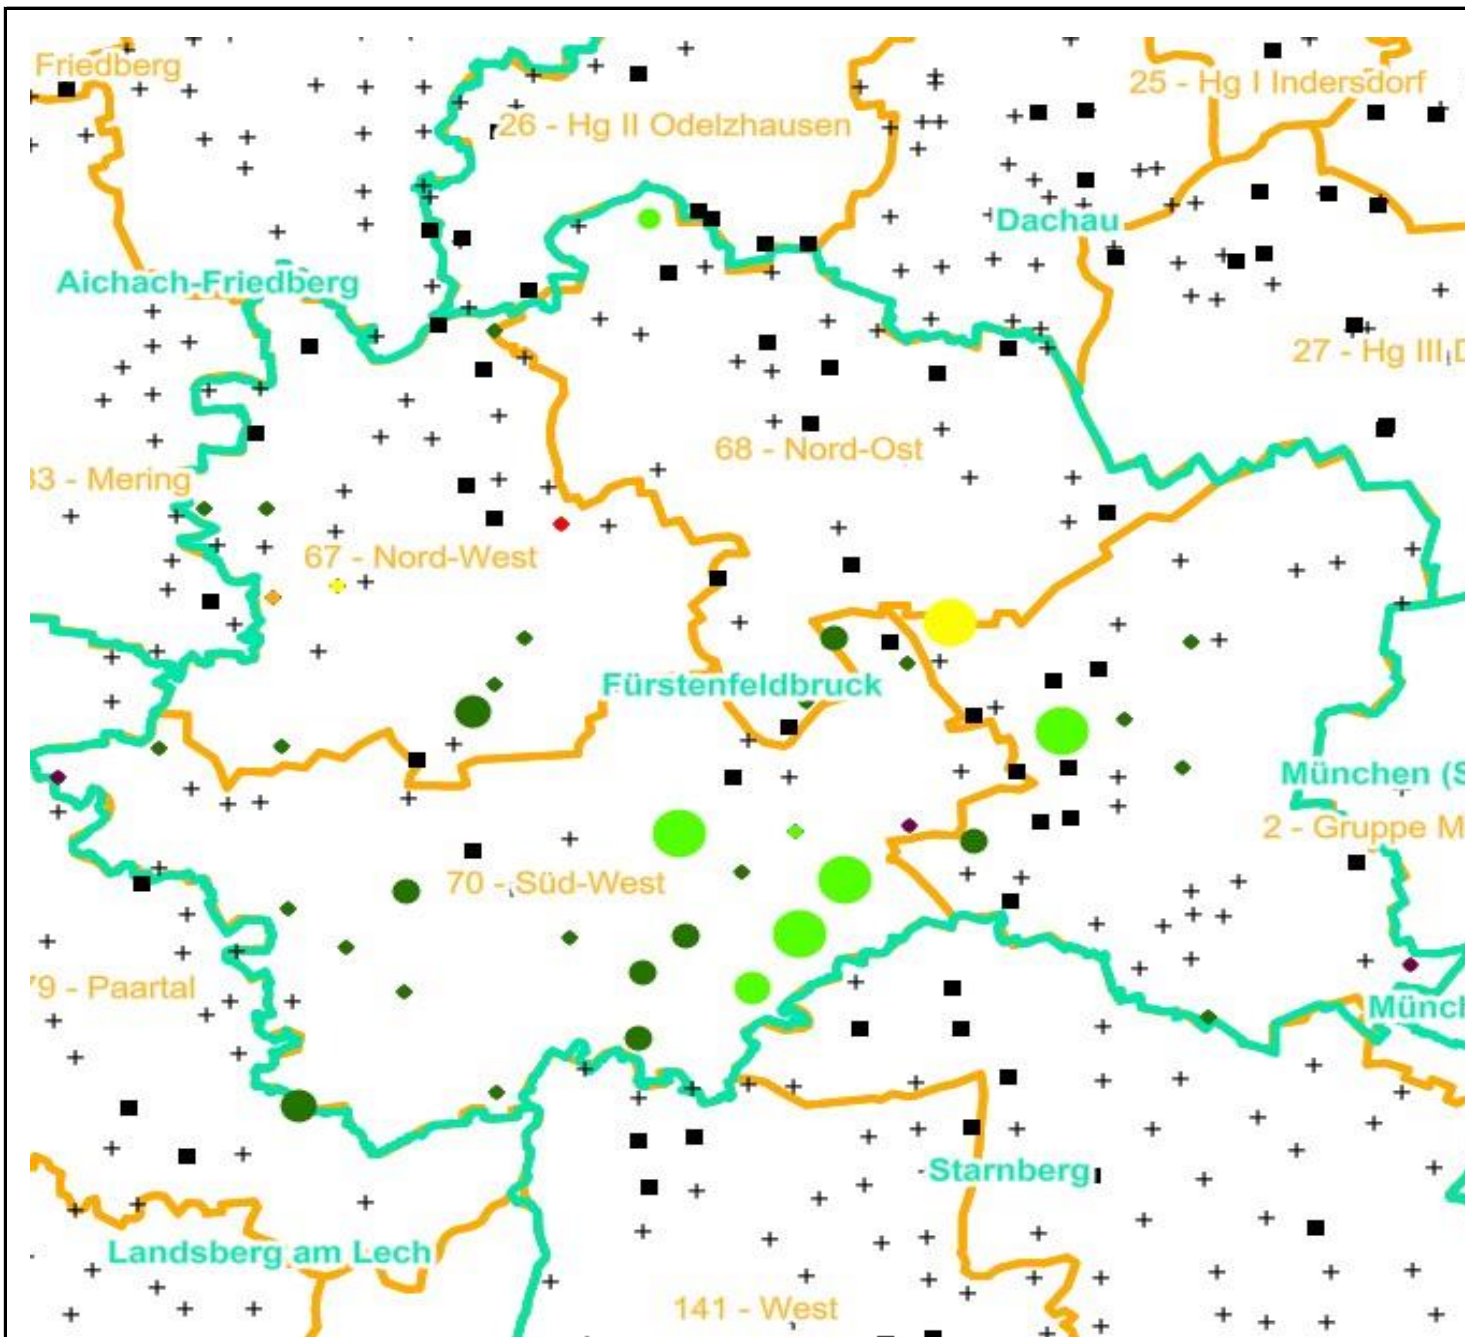 Friedberg
25 - Hg I Indersdorf
26 - Hg II Odelzhausen
Dachau
Aichach-Friedberg
27 - Hg III
68 - Nord-Ost
33 - Mering
67 - Nord-West
Fürstenfeldbruck
München (S
2 - Gruppe M
70 - Süd-West
79 - Paartal
Münch
Starnberg
Landsberg am Lech
141 - West